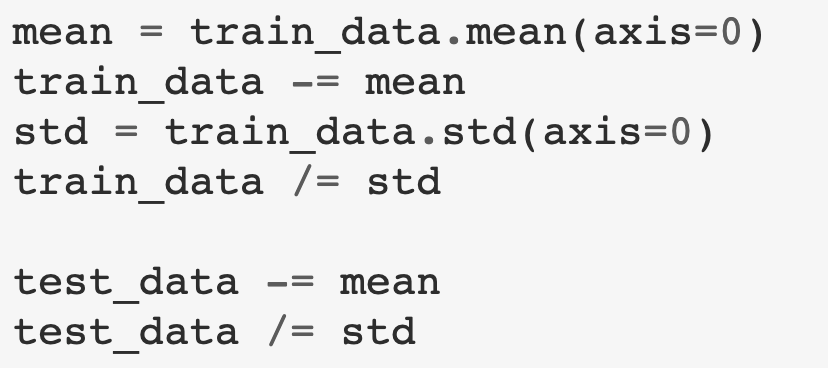 mean = train_data.mean(axis=0)
train_data -= mean
std = train_data.std(axis=0)
train_data /= std
test_data -= mean
test_data /= std